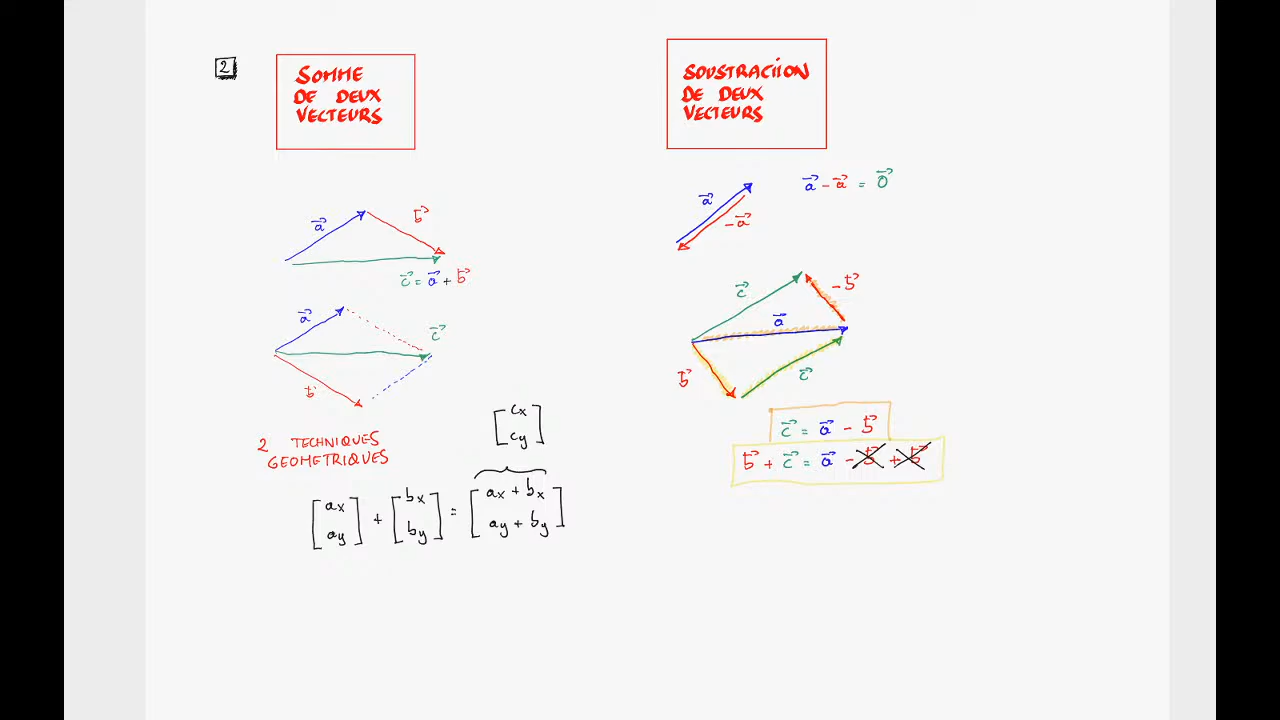 2
SOMME
DE DEUX
VECTEURS
a⃗
b⃗
c⃗ = a⃗ + b⃗
a⃗
c⃗
b⃗
2 TECHNIQUES
GEOMETRIQUES
[cx
cy]
[ax
ay] + [bx
by] = [ax + bx
ay + by]
SOUSTRACTION
DE DEUX
VECTEURS
a⃗
-a⃗
a⃗ - a⃗ = 0⃗
c⃗
-b⃗
a⃗
b⃗
c⃗
c⃗ = a⃗ - b⃗
b⃗ + c⃗ = a⃗ - b⃗ + b⃗